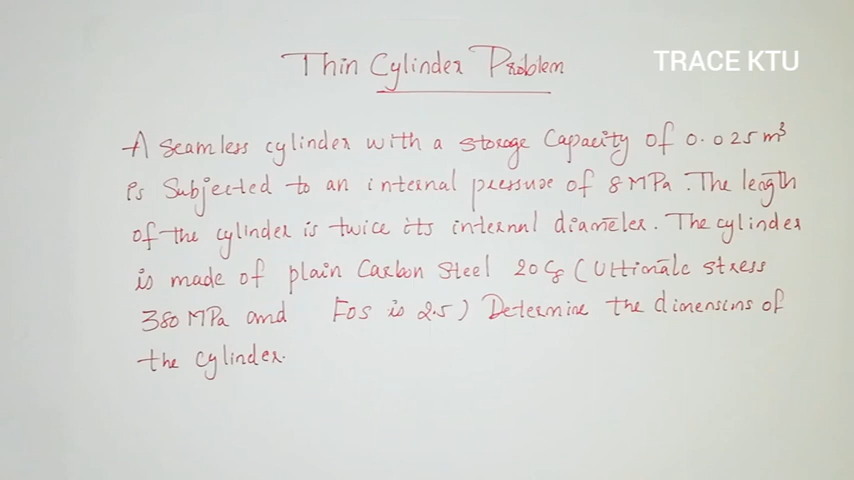 Thin Cylinder Problem
TRACE KTU
A seamless cylinder with a storage capacity of 0.025 m³
is subjected to an internal pressure of 8 MPa. The length
of the cylinder is twice its internal diameter. The cylinder
is made of plain carbon steel 20C8 (Ultimate stress
380 MPa and FOS is 2.5) Determine the dimensins of
the cylinder.